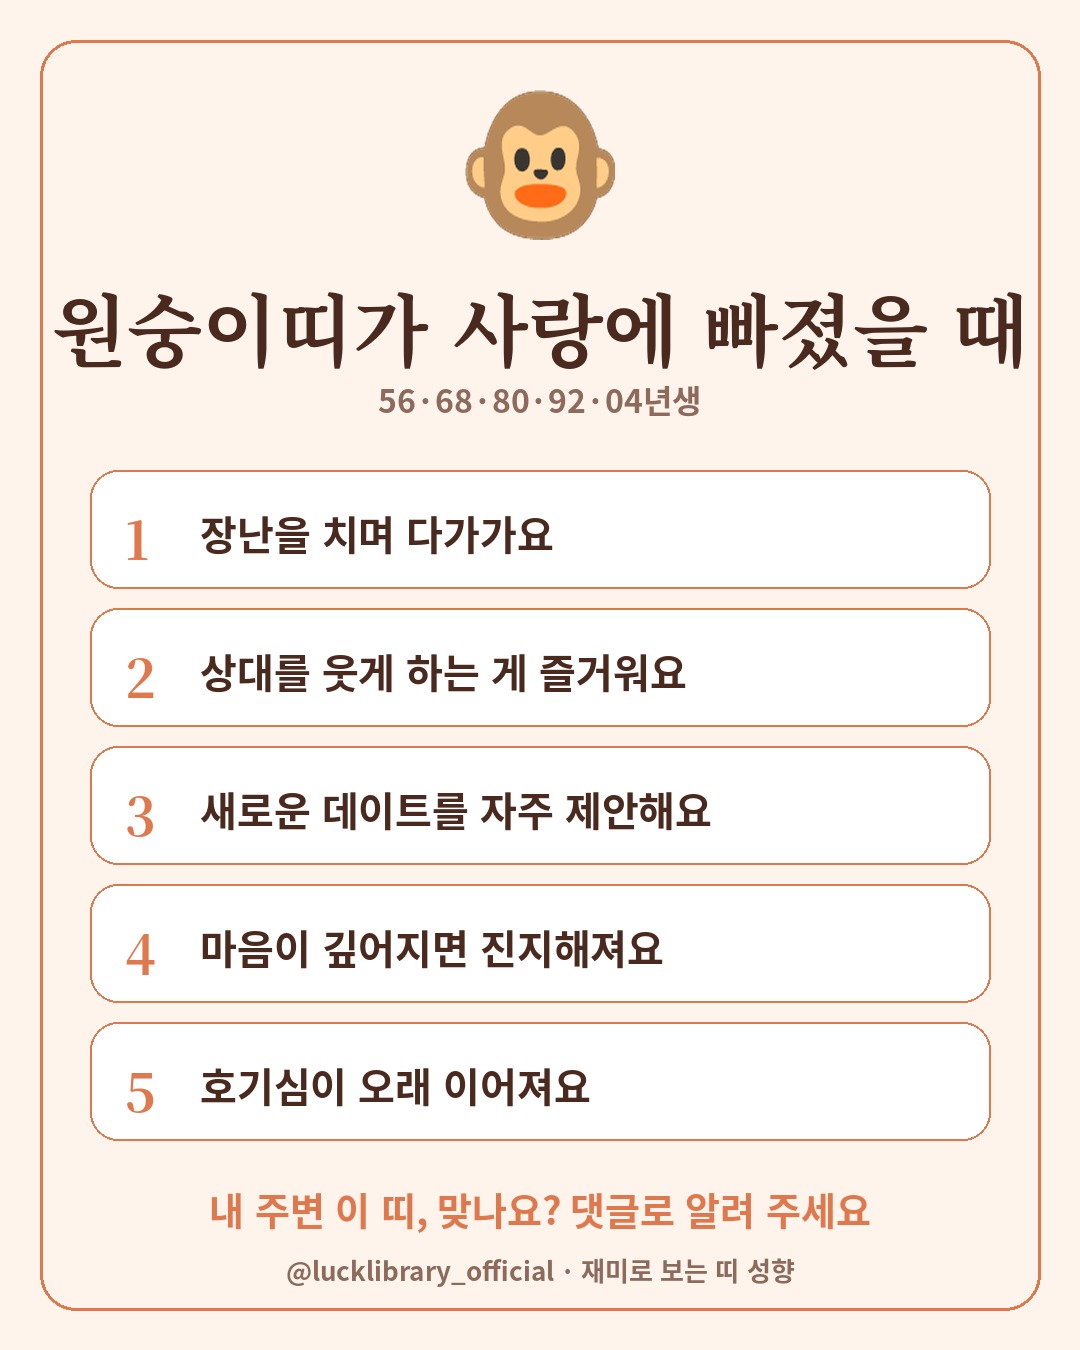 원숭이띠가 사랑에 빠졌을 때
56·68·80·92·04년생
1 장난을 치며 다가가요
2 상대를 웃게 하는 게 즐거워요
3 새로운 데이트를 자주 제안해요
4 마음이 깊어지면 진지해져요
5 호기심이 오래 이어져요
내 주변 이 띠, 맞나요? 댓글로 알려 주세요
@lucklibrary_official · 재미로 보는 띠 성향